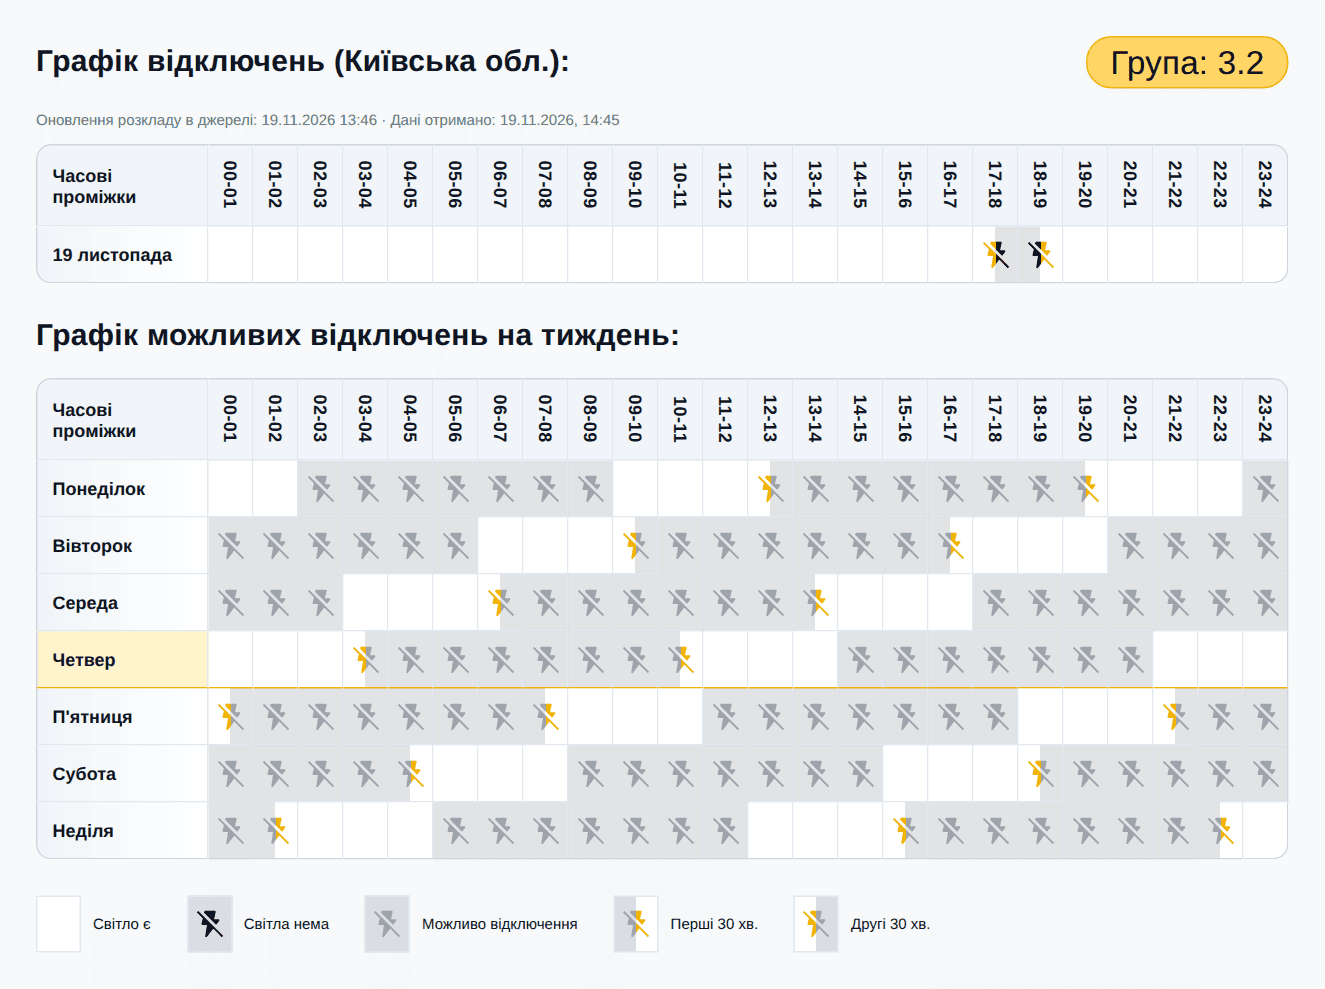 Графік відключень (Київська обл.):
Група: 3.2
Оновлення розкладу в джерелі: 19.11.2026 13:46 · Дані отримано: 19.11.2026, 14:45
Часові проміжки 00-01 01-02 02-03 03-04 04-05 05-06 06-07 07-08 08-09 09-10 10-11 11-12 12-13 13-14 14-15 15-16 16-17 17-18 18-19 19-20 20-21 21-22 22-23 23-24
19 листопада
Графік можливих відключень на тиждень:
Часові проміжки 00-01 01-02 02-03 03-04 04-05 05-06 06-07 07-08 08-09 09-10 10-11 11-12 12-13 13-14 14-15 15-16 16-17 17-18 18-19 19-20 20-21 21-22 22-23 23-24
Понеділок
Вівторок
Середа
Четвер
П'ятниця
Субота
Неділя
Світло є Світла нема Можливо відключення Перші 30 хв. Другі 30 хв.